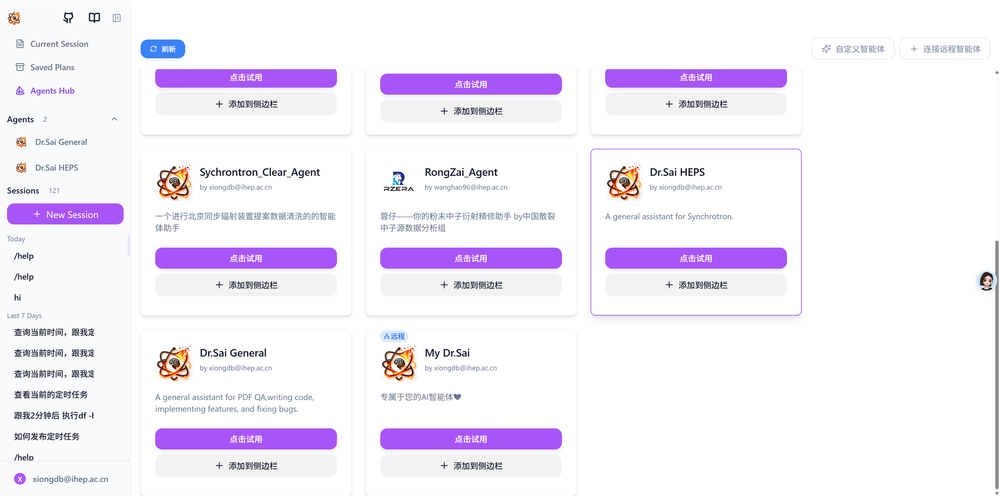 Current Session
Saved Plans
Agents Hub
Agents 2
Dr.Sai General
Dr.Sai HEPS
Sessions 121
+ New Session
Today
/help
/help
hi
Last 7 Days
查询当前时间，跟我定
查询当前时间，跟我定
查询当前时间，跟我定
查看当前的定时任务
跟我2分钟后 执行df -h
如何发布定时任务
/help
X xiongdb@ihep.ac.cn
刷新
自定义智能体
+ 连接远程智能体
点击试用
+ 添加到侧边栏
点击试用
+ 添加到侧边栏
点击试用
+ 添加到侧边栏
Sychrontron_Clear_Agent
by xiongdb@ihep.ac.cn
一个进行北京同步辐射装置提案数据清洗的的智能
体助手
点击试用
+ 添加到侧边栏
RZERA
RongZai_Agent
by wanghao96@ihep.ac.cn
蓉仔——你的粉末中子衍射精修助手 by中国散裂
中子源数据分析组
点击试用
+ 添加到侧边栏
Dr.Sai HEPS
by xiongdb@ihep.ac.cn
A general assistant for Synchrotron.
点击试用
+ 添加到侧边栏
Dr.Sai General
by xiongdb@ihep.ac.cn
A general assistant for PDF QA,writing code,
implementing features, and fixing bugs.
点击试用
+ 添加到侧边栏
远程
My Dr.Sai
by xiongdb@ihep.ac.cn
专属于您的AI智能体♥
点击试用
+ 添加到侧边栏